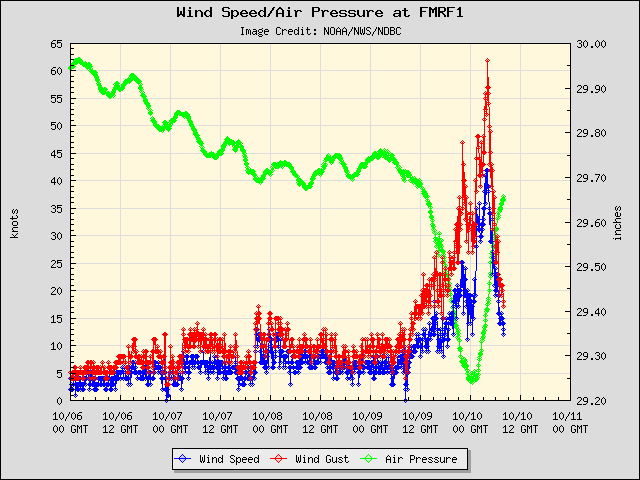 Wind Speed/Air Pressure at FMRF1
Image Credit: NOAA/NWS/NDBC
65 30.00
60 29.90
55
50 29.80
45
40 29.70
35
30 29.60
25 29.50
20
15 29.40
10 29.30
5
0 29.20
knots
inches
10/06 10/06 10/07 10/07 10/08 10/08 10/09 10/09 10/10 10/10 10/11
00 GMT 12 GMT 00 GMT 12 GMT 00 GMT 12 GMT 00 GMT 12 GMT 00 GMT 12 GMT 00 GMT
Wind Speed Wind Gust Air Pressure